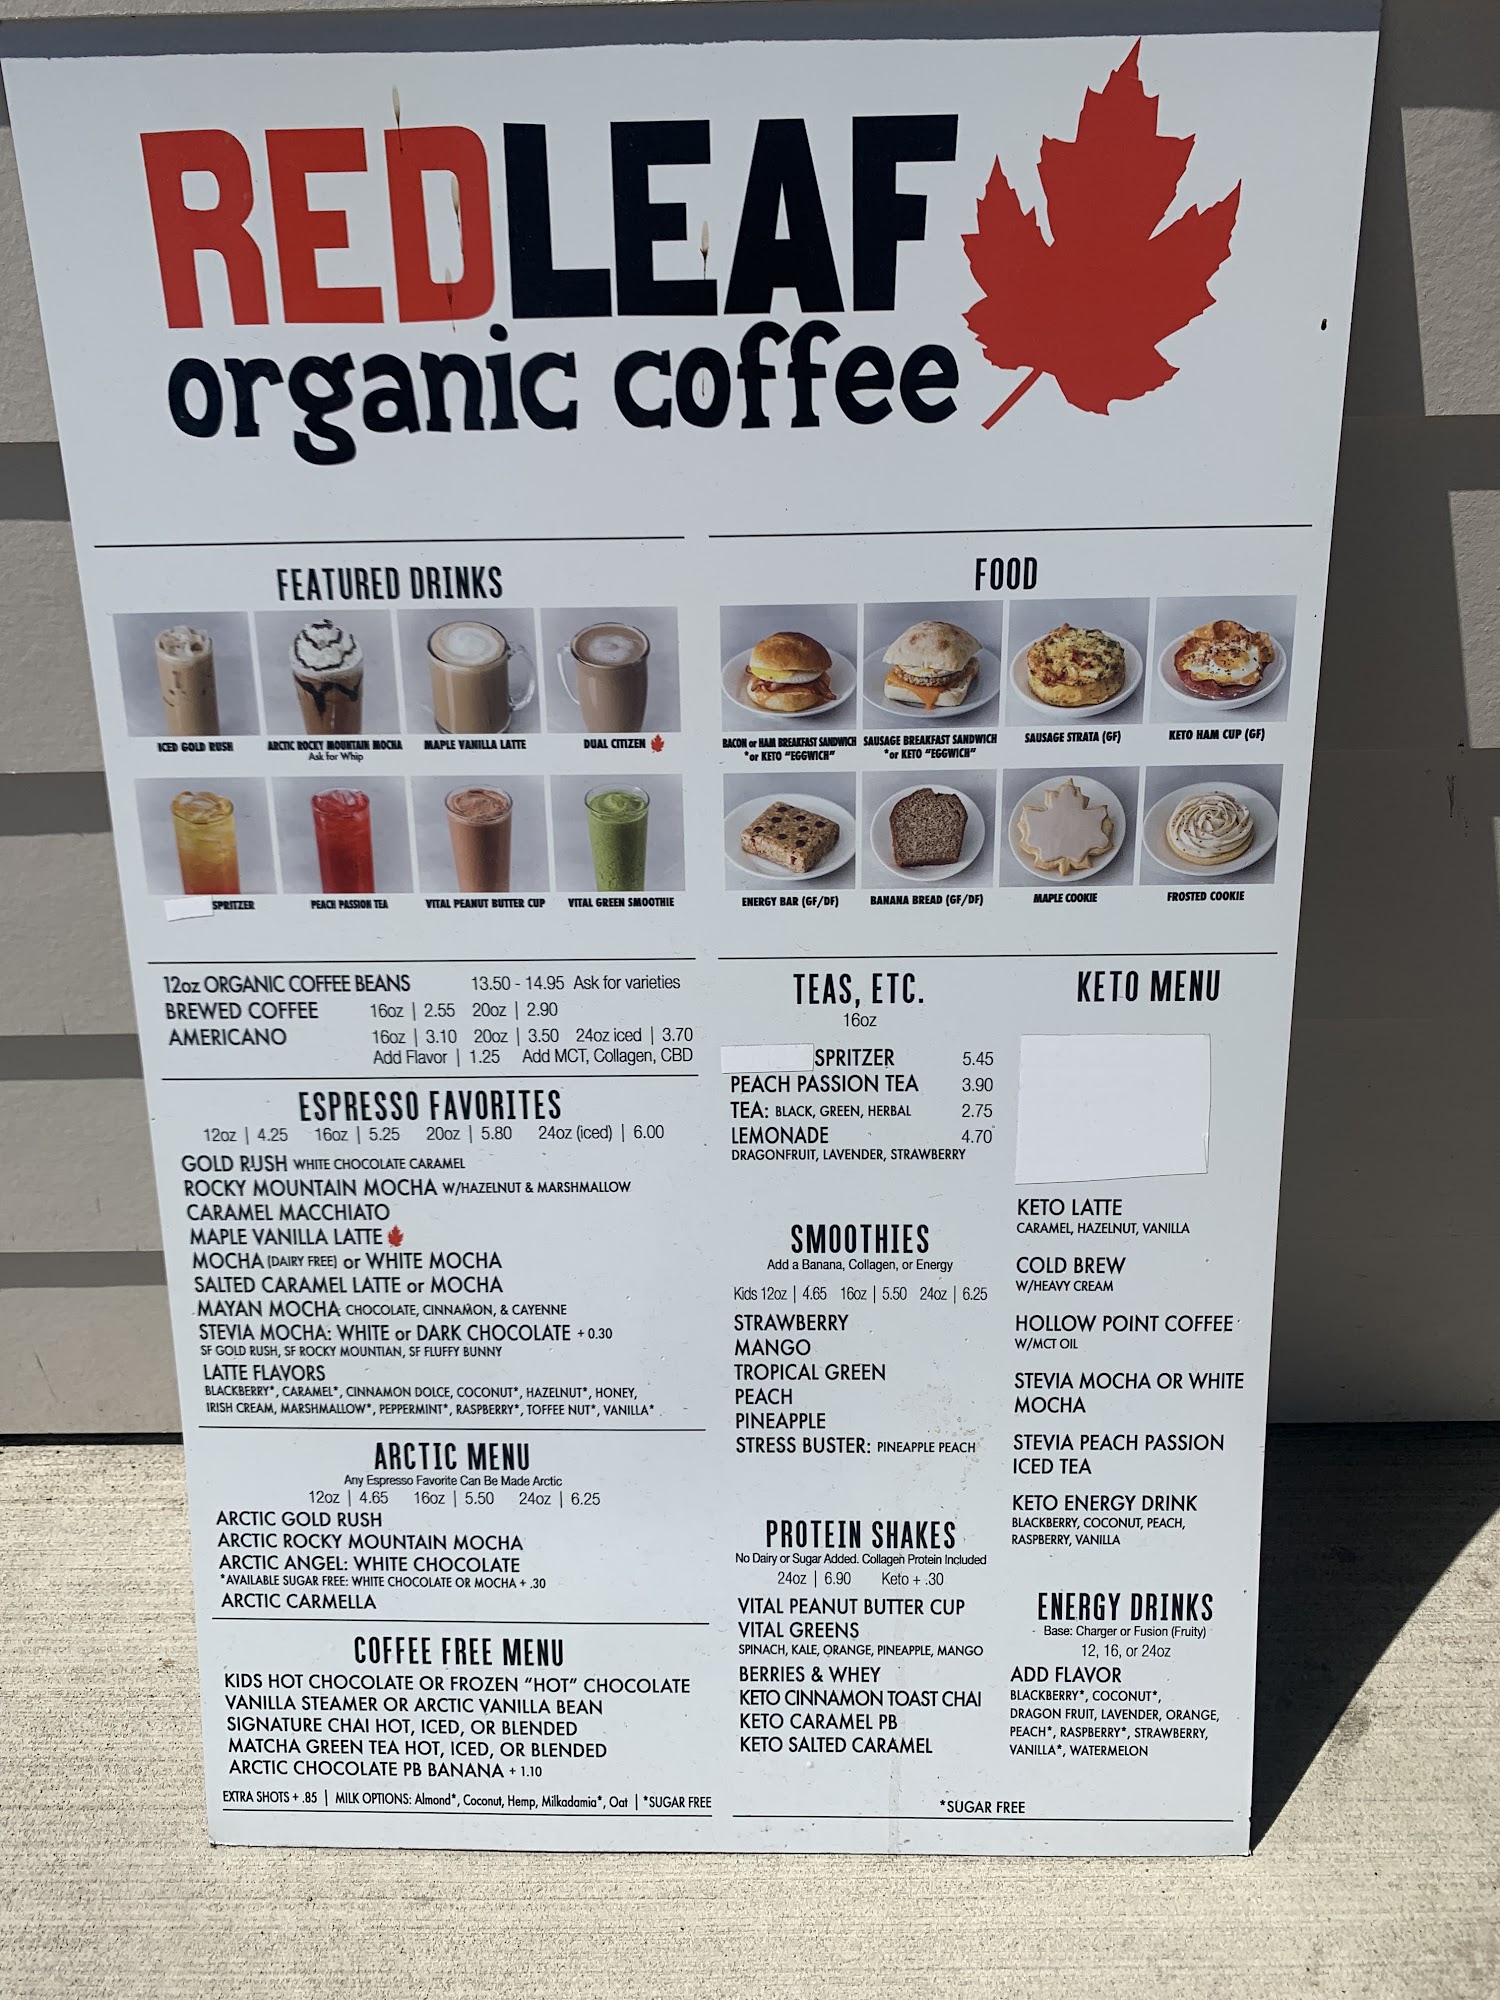 REDLEAF
organic coffee
FEATURED DRINKS
ICED GOLD RUSH
ARCTIC ROCKY MOUNTAIN MOCHA
Ask for Whip
MAPLE VANILLA LATTE
DUAL CITIZEN
SPRITZER
PEACH PASSION TEA
VITAL PEANUT BUTTER CUP
VITAL GREEN SMOOTHIE
FOOD
BACON or HAM BREAKFAST SANDWICH
*or KETO "EGGWICH"
SAUSAGE BREAKFAST SANDWICH
*or KETO "EGGWICH"
SAUSAGE STRATA (GF)
KETO HAM CUP (GF)
ENERGY BAR (GF/DF)
BANANA BREAD (GF/DF)
MAPLE COOKIE
FROSTED COOKIE
12oz ORGANIC COFFEE BEANS 13.50 - 14.95 Ask for varieties
BREWED COFFEE 16oz | 2.55 20oz | 2.90
AMERICANO 16oz | 3.10 20oz | 3.50 24oz iced | 3.70
Add Flavor | 1.25 Add MCT, Collagen, CBD
ESPRESSO FAVORITES
12oz | 4.25 16oz | 5.25 20oz | 5.80 24oz (iced) | 6.00
GOLD RUSH WHITE CHOCOLATE CARAMEL
ROCKY MOUNTAIN MOCHA W/HAZELNUT & MARSHMALLOW
CARAMEL MACCHIATO
MAPLE VANILLA LATTE
MOCHA (DAIRY FREE) or WHITE MOCHA
SALTED CARAMEL LATTE or MOCHA
MAYAN MOCHA CHOCOLATE, CINNAMON, & CAYENNE
STEVIA MOCHA: WHITE or DARK CHOCOLATE + 0.30
SF GOLD RUSH, SF ROCKY MOUNTIAN, SF FLUFFY BUNNY
LATTE FLAVORS
BLACKBERRY*, CARAMEL*, CINNAMON DOLCE, COCONUT*, HAZELNUT*, HONEY,
IRISH CREAM, MARSHMALLOW*, PEPPERMINT*, RASPBERRY*, TOFFEE NUT*, VANILLA*
ARCTIC MENU
Any Espresso Favorite Can Be Made Arctic
12oz | 4.65 16oz | 5.50 24oz | 6.25
ARCTIC GOLD RUSH
ARCTIC ROCKY MOUNTAIN MOCHA
ARCTIC ANGEL: WHITE CHOCOLATE
*AVAILABLE SUGAR FREE: WHITE CHOCOLATE OR MOCHA + .30
ARCTIC CARMELLA
COFFEE FREE MENU
KIDS HOT CHOCOLATE OR FROZEN "HOT" CHOCOLATE
VANILLA STEAMER OR ARCTIC VANILLA BEAN
SIGNATURE CHAI HOT, ICED, OR BLENDED
MATCHA GREEN TEA HOT, ICED, OR BLENDED
ARCTIC CHOCOLATE PB BANANA + 1.10
EXTRA SHOTS + .85 | MILK OPTIONS: Almond*, Coconut, Hemp, Milkadamia*, Oat | *SUGAR FREE
TEAS, ETC.
16oz
SPRITZER 5.45
PEACH PASSION TEA 3.90
TEA: BLACK, GREEN, HERBAL 2.75
LEMONADE 4.70
DRAGONFRUIT, LAVENDER, STRAWBERRY
SMOOTHIES
Add a Banana, Collagen, or Energy
Kids 12oz | 4.65 16oz | 5.50 24oz | 6.25
STRAWBERRY
MANGO
TROPICAL GREEN
PEACH
PINEAPPLE
STRESS BUSTER: PINEAPPLE PEACH
PROTEIN SHAKES
No Dairy or Sugar Added. Collagen Protein Included
24oz | 6.90 Keto + .30
VITAL PEANUT BUTTER CUP
VITAL GREENS
SPINACH, KALE, ORANGE, PINEAPPLE, MANGO
BERRIES & WHEY
KETO CINNAMON TOAST CHAI
KETO CARAMEL PB
KETO SALTED CARAMEL
KETO MENU
KETO LATTE
CARAMEL, HAZELNUT, VANILLA
COLD BREW
W/HEAVY CREAM
HOLLOW POINT COFFEE
W/MCT OIL
STEVIA MOCHA OR WHITE
MOCHA
STEVIA PEACH PASSION
ICED TEA
KETO ENERGY DRINK
BLACKBERRY, COCONUT, PEACH,
RASPBERRY, VANILLA
ENERGY DRINKS
Base: Charger or Fusion (Fruity)
12, 16, or 24oz
ADD FLAVOR
BLACKBERRY*, COCONUT*,
DRAGON FRUIT, LAVENDER, ORANGE,
PEACH*, RASPBERRY*, STRAWBERRY,
VANILLA*, WATERMELON
*SUGAR FREE